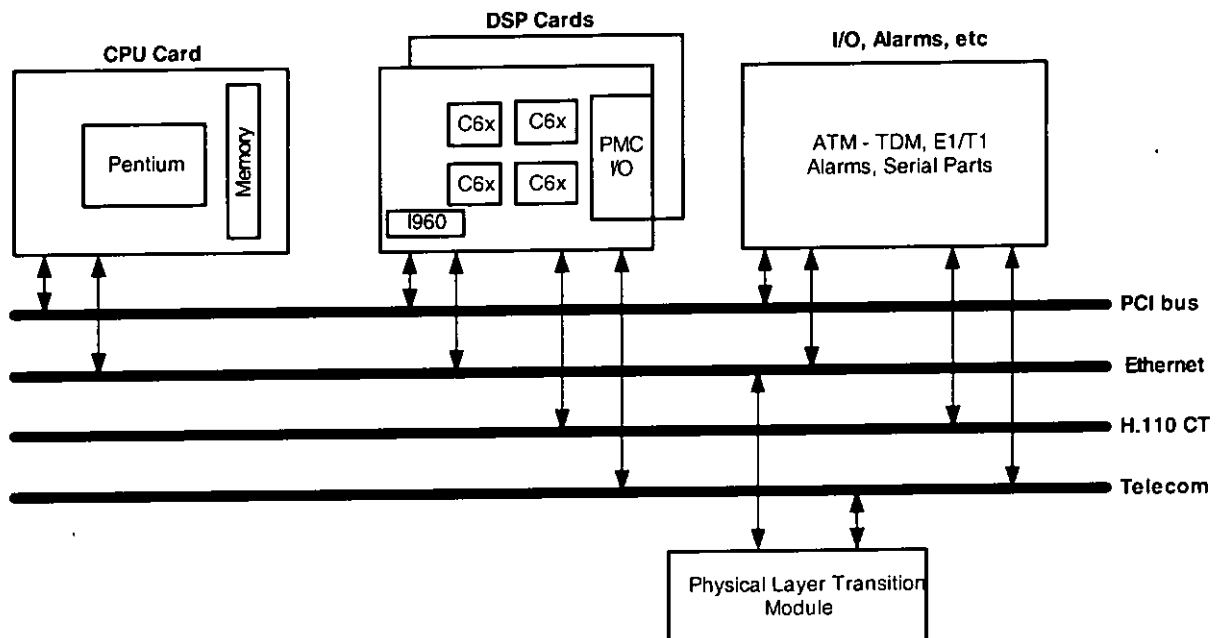 DSP Cards
CPU Card
I/O, Alarms, etc
Pentium
Memory
C6x
C6x
C6x
C6x
PMC
I/O
I960
ATM - TDM, E1/T1
Alarms, Serial Parts
PCI bus
Ethernet
H.110 CT
Telecom
Physical Layer Transition
Module